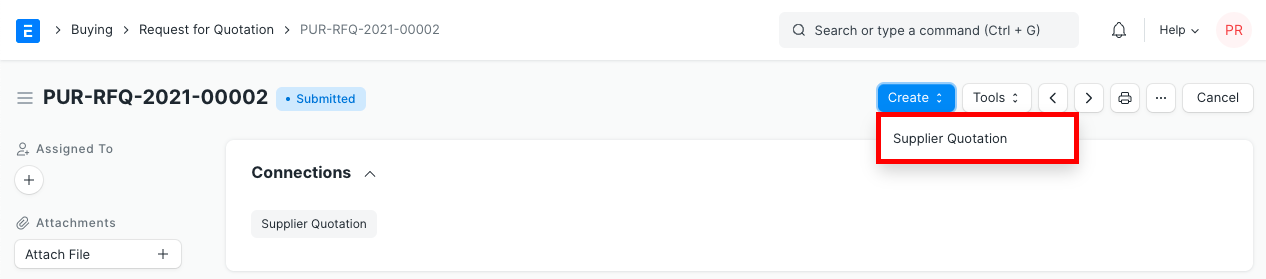 E > Buying > Request for Quotation > PUR-RFQ-2021-00002 Search or type a command (Ctrl + G) Help PR
PUR-RFQ-2021-00002 • Submitted Create Tools ... Cancel
Supplier Quotation
Assigned To
+
Connections
Supplier Quotation
Attachments
Attach File +